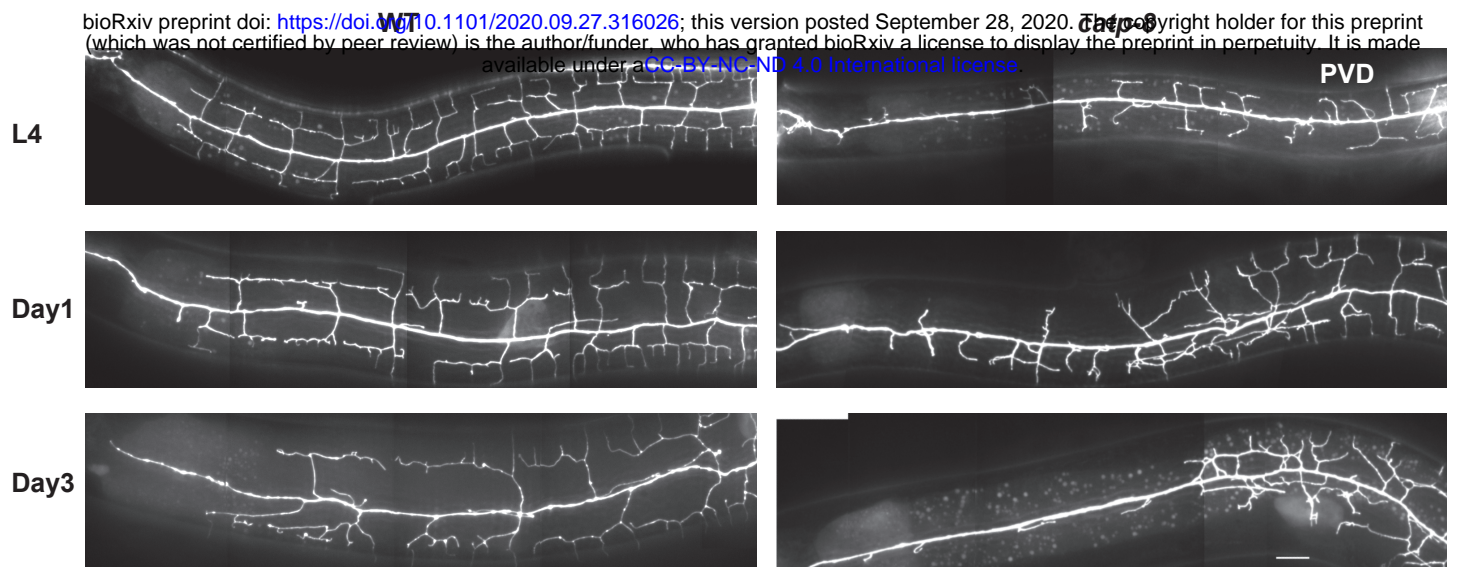 bioRxiv preprint doi: https://doi.org/10.1101/2020.09.27.316026; this version posted September 28, 2020. The copyright holder for this preprint
(which was not certified by peer review) is the author/funder, who has granted bioRxiv a license to display the preprint in perpetuity. It is made
available under aCC-BY-NC-ND 4.0 International license.
WT
catp-8
PVD
L4
Day1
Day3